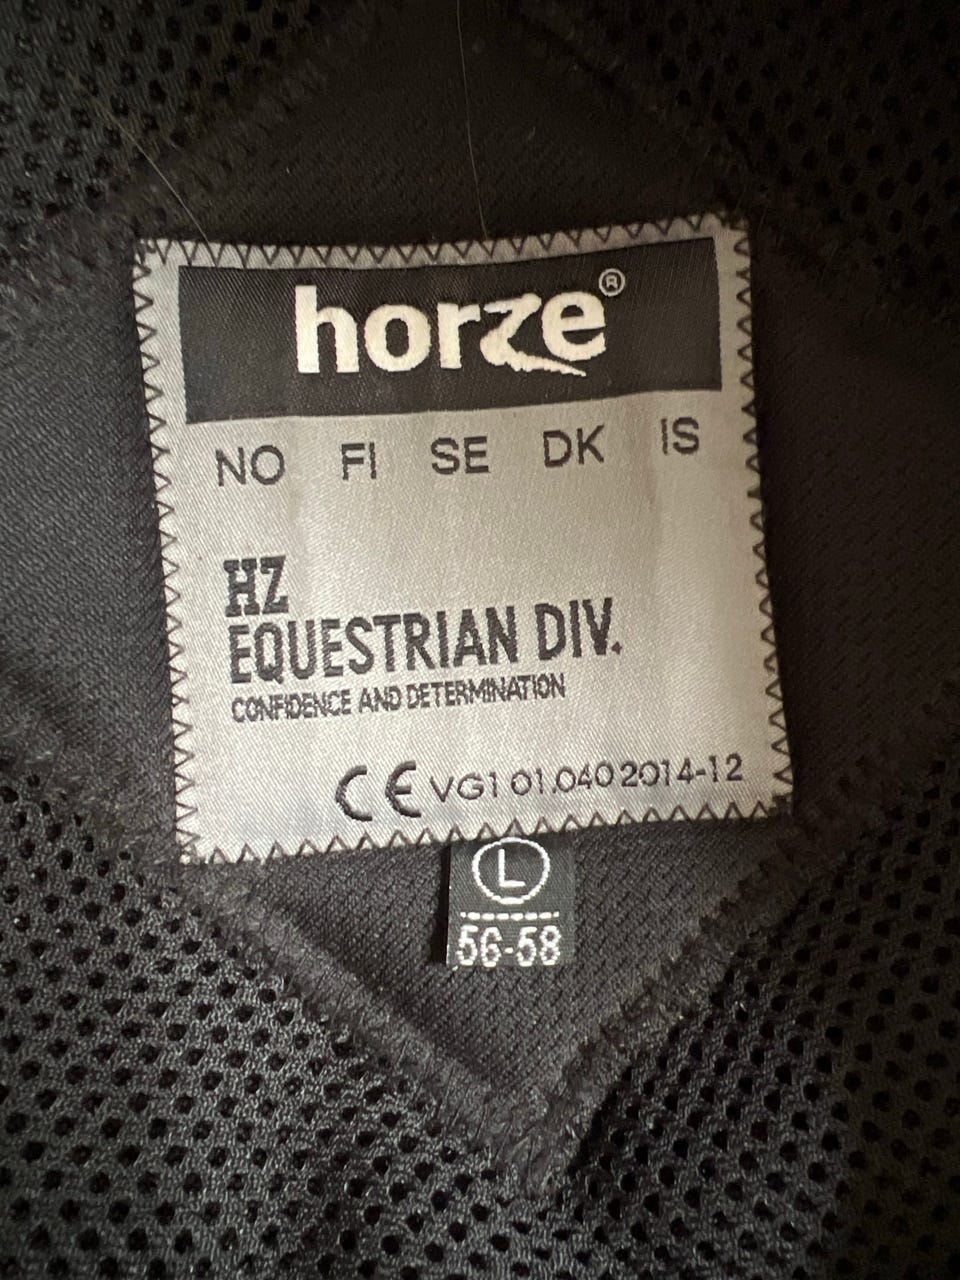 horze®
NO FI SE DK IS
HZ
EQUESTRIAN DIV.
CONFIDENCE AND DETERMINATION
CE VG1 01.040 2014-12
L
56-58